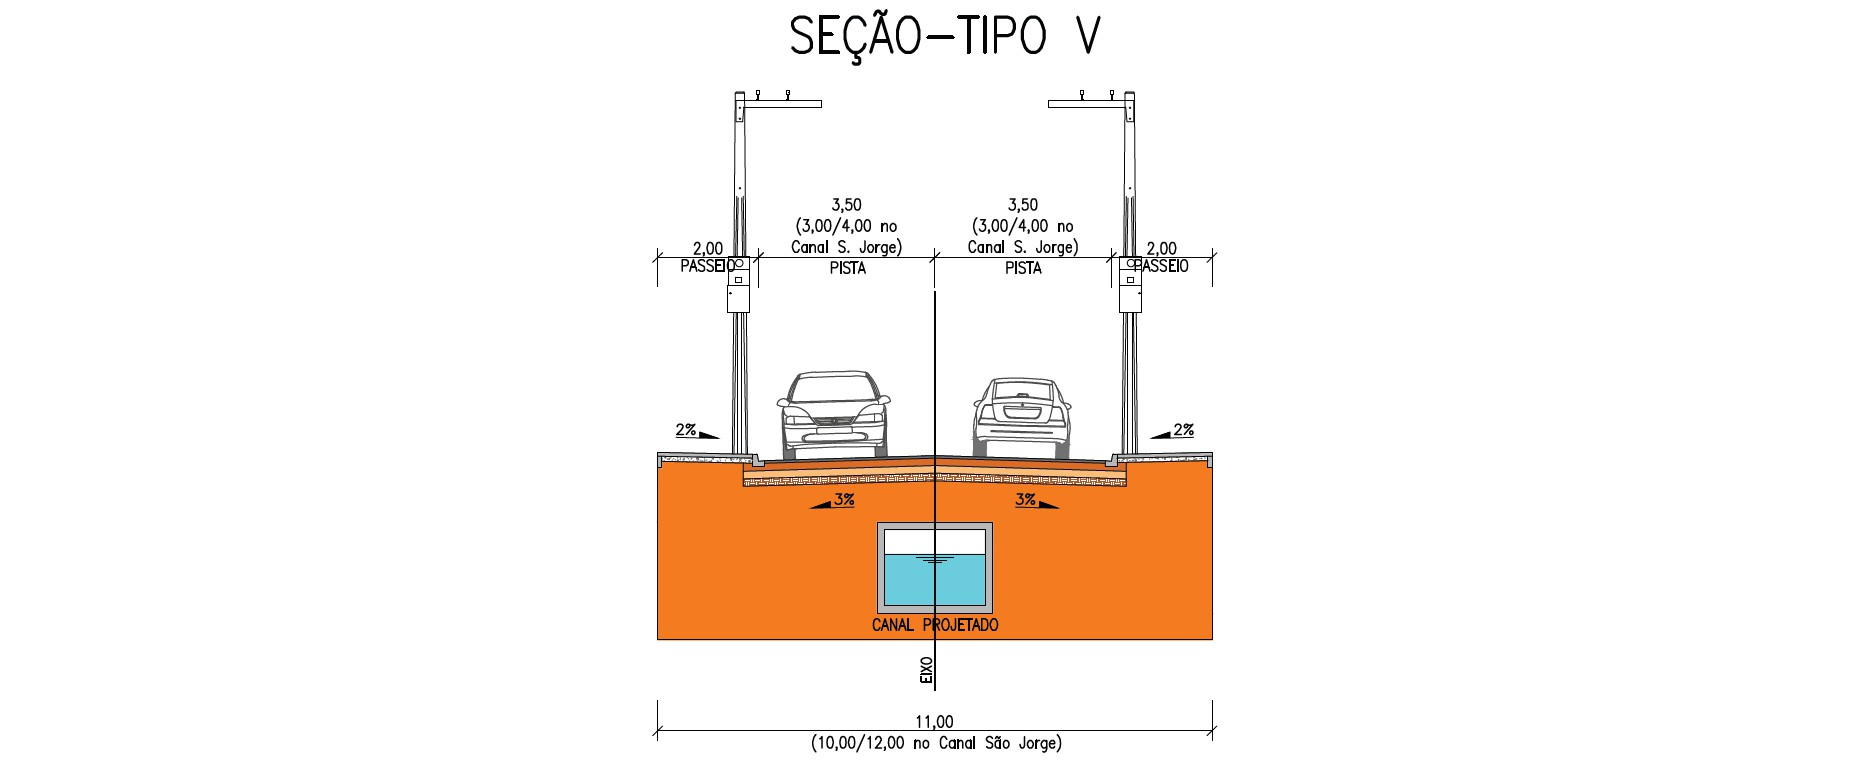 SEÇÃO-TIPO V
3,50
(3,00/4,00 no
Canal S. Jorge)
PISTA
3,50
(3,00/4,00 no
Canal S. Jorge)
PISTA
2,00
PASSEIO
2,00
PASSEIO
2%
2%
3%
3%
CANAL PROJETADO
EIXO
11,00
(10,00/12,00 no Canal São Jorge)